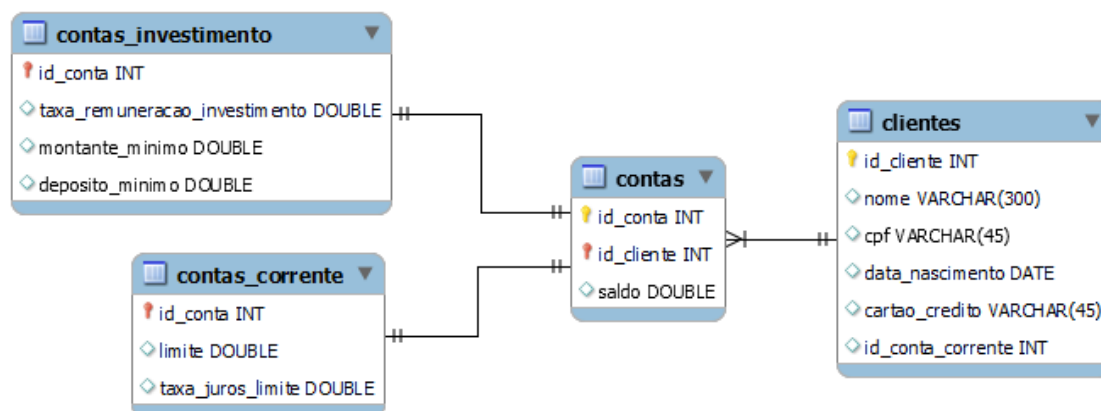 contas_investimento
id_conta INT
taxa_remuneracao_investimento DOUBLE
montante_minimo DOUBLE
deposito_minimo DOUBLE
contas_corrente
id_conta INT
limite DOUBLE
taxa_juros_limite DOUBLE
contas
id_conta INT
id_cliente INT
saldo DOUBLE
clientes
id_cliente INT
nome VARCHAR(300)
cpf VARCHAR(45)
data_nascimento DATE
cartao_credito VARCHAR(45)
id_conta_corrente INT